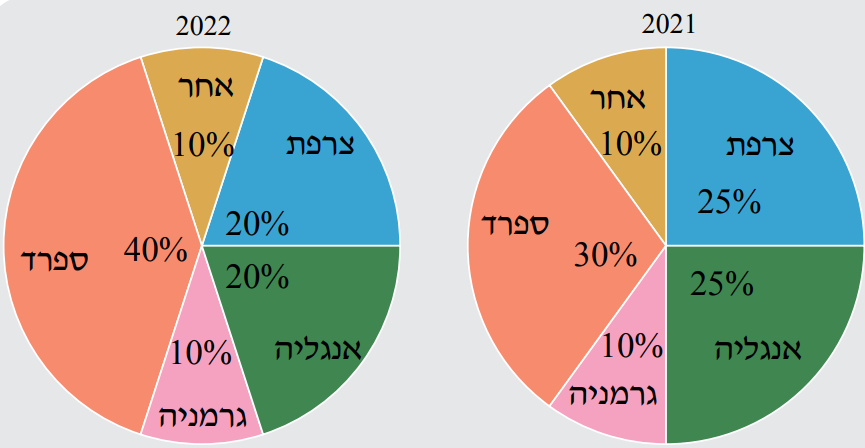 2021
אחר
10%
צרפת
25%
ספרד
30%
25%
אנגליה
10%
גרמניה
2022
אחר
10%
צרפת
20%
ספרד
40%
20%
אנגליה
10%
גרמניה